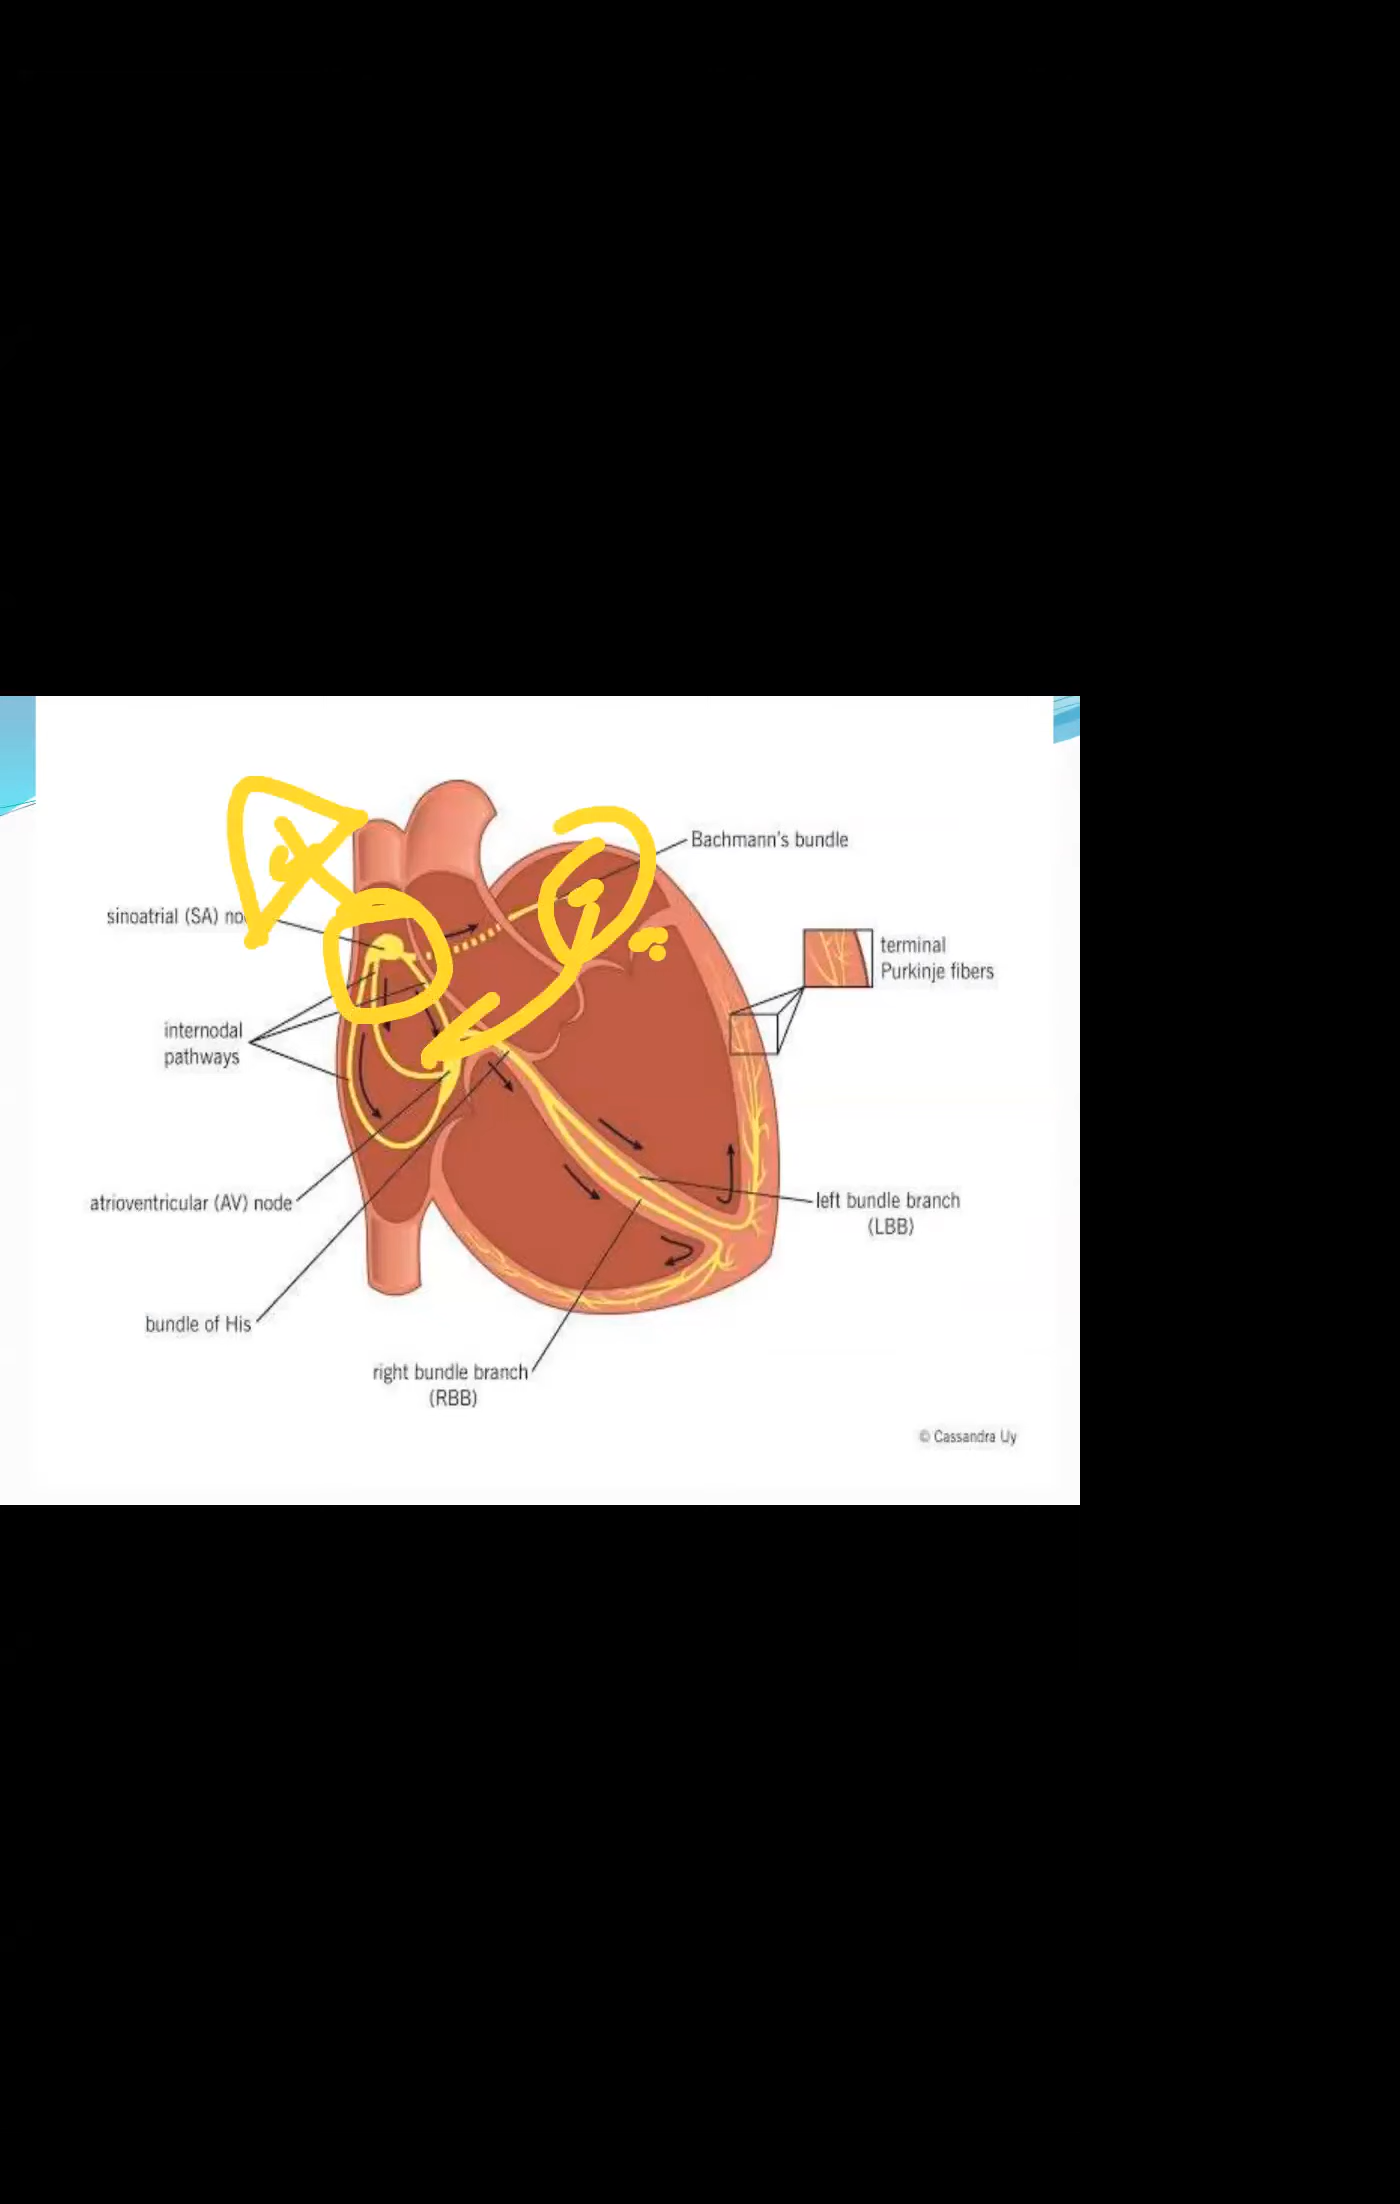 Bachmann's bundle
sinoatrial (SA) no
terminal
Purkinje fibers
internodal
pathways
atrioventricular (AV) node
left bundle branch
(LBB)
bundle of His
right bundle branch
(RBB)
© Cassandra Uy